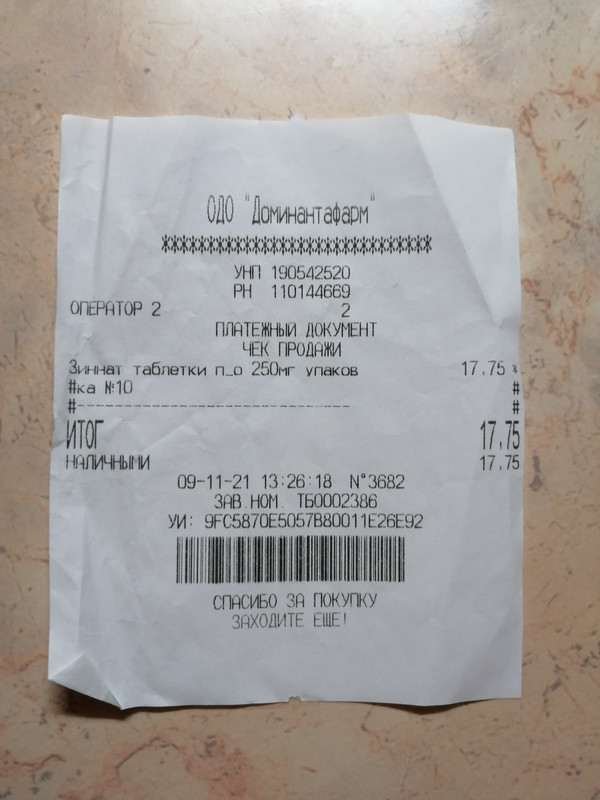 ОДО "Доминантафарм"
******************************
УНП 190542520
РН 110144669
ОПЕРАТОР 2 2
ПЛАТЕЖНЫЙ ДОКУМЕНТ
ЧЕК ПРОДАЖИ
Зиннат таблетки п_о 250мг упаков 17.75 *
#ка №10 #
#------------------------------ #
ИТОГ 17,75
НАЛИЧНЫМИ 17.75
09-11-21 13:26:18 N°3682
ЗАВ.НОМ. ТБ0002386
УИ: 9FC5870E5057B80011E26E92
СПАСИБО ЗА ПОКУПКУ
ЗАХОДИТЕ ЕЩЕ!